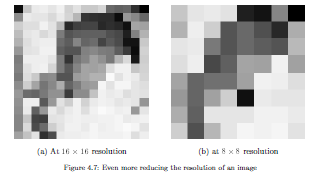 (a) At 16 × 16 resolution
(b) at 8 × 8 resolution
Figure 4.7: Even more reducing the resolution of an image